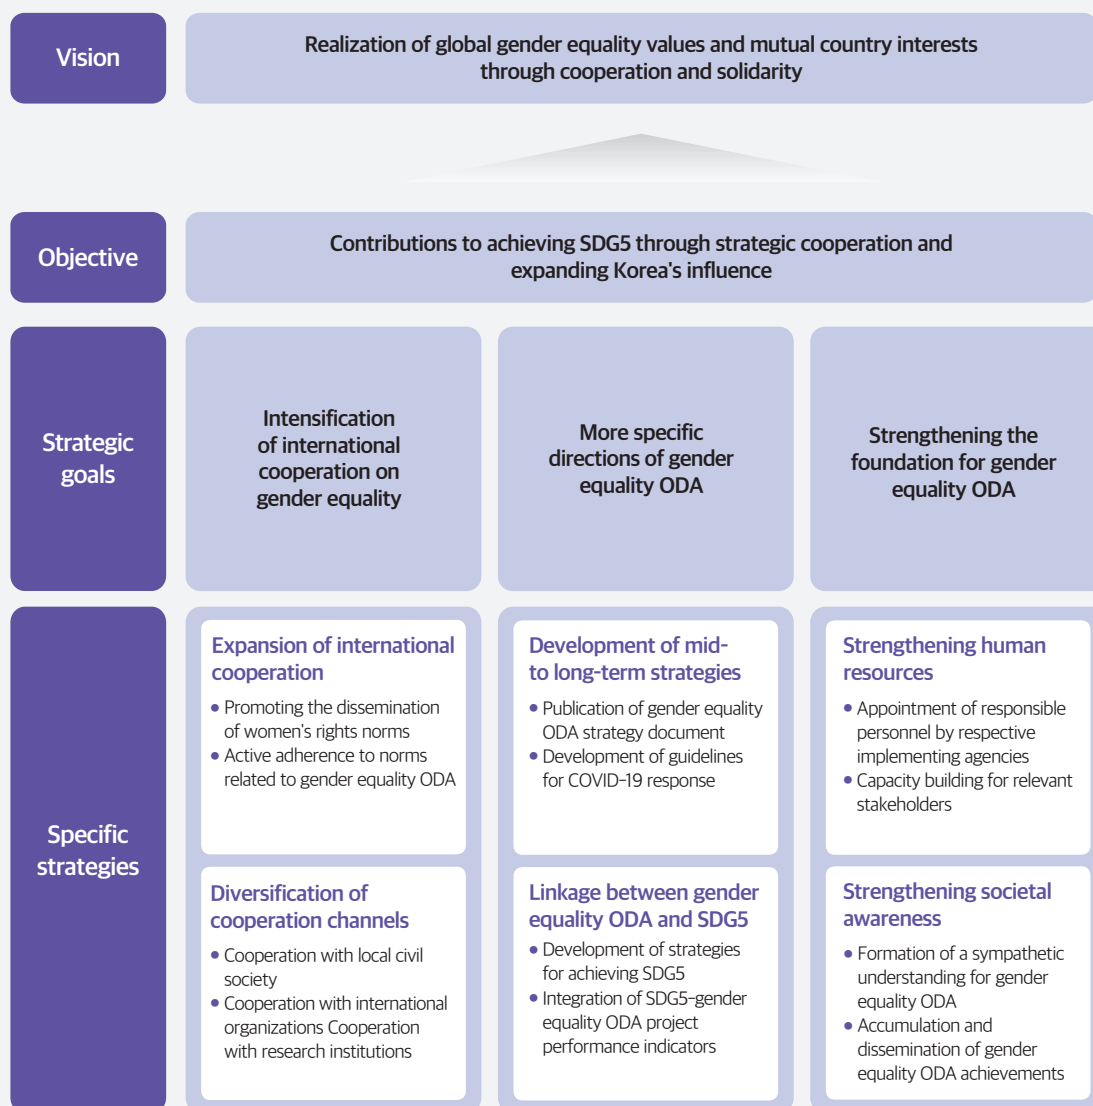 Vision
Realization of global gender equality values and mutual country interests
through cooperation and solidarity
Objective
Contributions to achieving SDG5 through strategic cooperation and
expanding Korea's influence
Strategic
goals
Intensification
of international
cooperation on
gender equality
More specific
directions of gender
equality ODA
Strengthening the
foundation for gender
equality ODA
Specific
strategies
Expansion of international
cooperation
• Promoting the dissemination
of women's rights norms
• Active adherence to norms
related to gender equality ODA
Diversification of
cooperation channels
• Cooperation with local civil
society
• Cooperation with international
organizations Cooperation
with research institutions
Development of mid-
to long-term strategies
• Publication of gender equality
ODA strategy document
• Development of guidelines
for COVID-19 response
Linkage between gender
equality ODA and SDG5
• Development of strategies
for achieving SDG5
• Integration of SDG5-gender
equality ODA project
performance indicators
Strengthening human
resources
• Appointment of responsible
personnel by respective
implementing agencies
• Capacity building for relevant
stakeholders
Strengthening societal
awareness
• Formation of a sympathetic
understanding for gender
equality ODA
• Accumulation and
dissemination of gender
equality ODA achievements